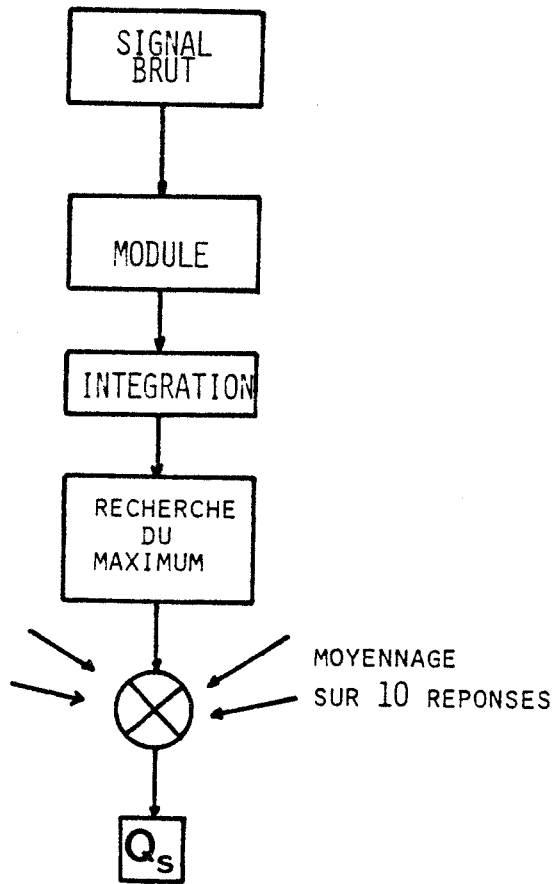 SIGNAL
BRUT
MODULE
INTEGRATION
RECHERCHE
DU
MAXIMUM
MOYENNAGE
SUR 10 REPONSES
Qs